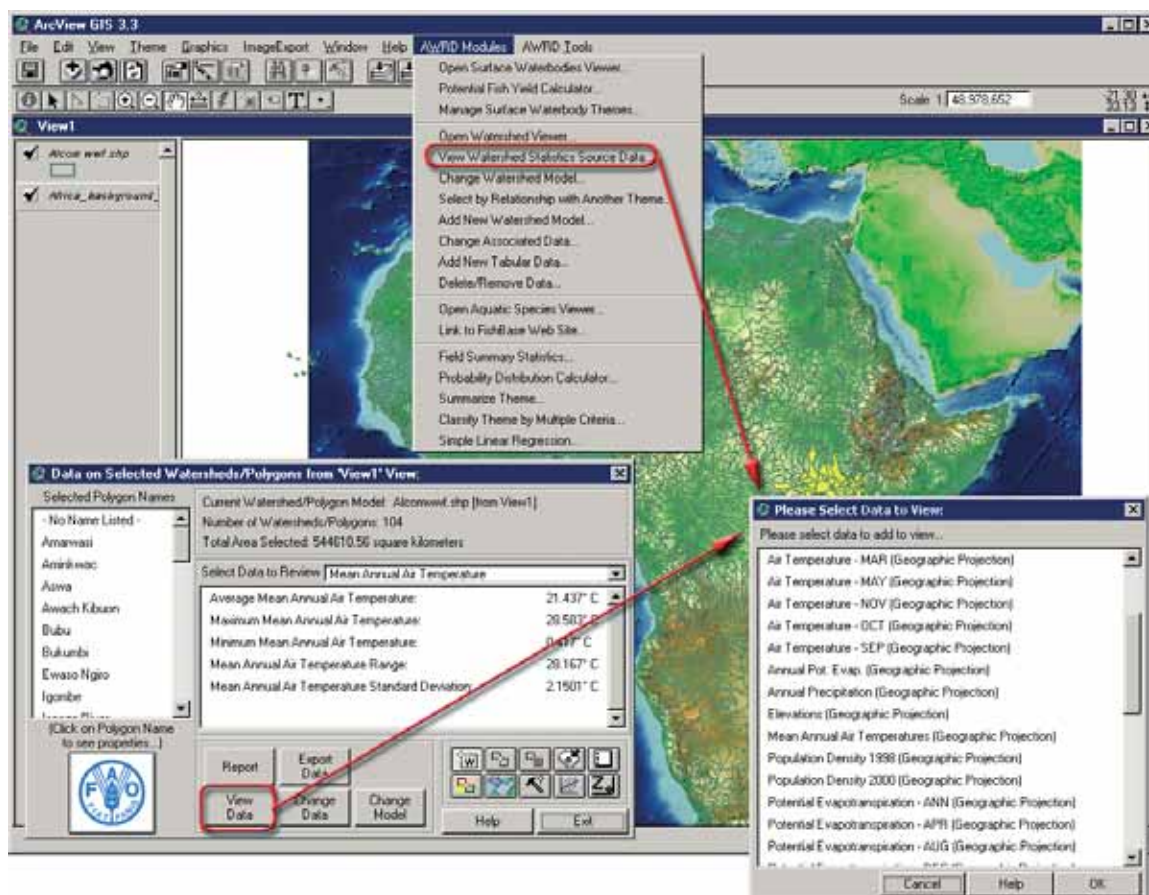 ArcView GIS 3.3
File Edit View Theme Graphics ImageExport Window Help AWRD Modules AWRD Tools
Scale 1: 48,978,652
View1
Alcom wwf.shp
Africa_background_
Open Surface Waterbodies Viewer...
Potential Fish Yield Calculator...
Manage Surface Waterbody Themes...
Open Watershed Viewer
View Watershed Statistics Source Data
Change Watershed Model...
Select by Relationship with Another Theme...
Add New Watershed Model...
Change Associated Data...
Add New Tabular Data...
Delete/Remove Data...
Open Aquatic Species Viewer...
Link to FishBase Web Site...
Field Summary Statistics...
Probability Distribution Calculator...
Summarize Theme...
Classify Theme by Multiple Criteria...
Simple Linear Regression...
Data on Selected Watersheds/Polygons from 'View1' View:
Selected Polygon Names
- No Name Listed -
Amarwasi
Aminkwac
Aswa
Awach Kibuon
Bubu
Bukumbi
Ewaso Ngiro
Igombe
(Click on Polygon Name
to see properties...)
FAO
Current Watershed/Polygon Model: Alcomwwf.shp [from View1]
Number of Watersheds/Polygons: 104
Total Area Selected: 544610.56 square kilometers
Select Data to Review Mean Annual Air Temperature
Average Mean Annual Air Temperature: 21.437° C
Maximum Mean Annual Air Temperature: 28.583° C
Minimum Mean Annual Air Temperature:
Mean Annual Air Temperature Range: 28.167° C
Mean Annual Air Temperature Standard Deviation: 2.1501° C
Report
Export Data
View Data
Change Data
Change Model
Help
Exit
Please Select Data to View:
Please select data to add to view...
Air Temperature - MAR (Geographic Projection)
Air Temperature - MAY (Geographic Projection)
Air Temperature - NOV (Geographic Projection)
Air Temperature - OCT (Geographic Projection)
Air Temperature - SEP (Geographic Projection)
Annual Pot. Evap. (Geographic Projection)
Annual Precipitation (Geographic Projection)
Elevations (Geographic Projection)
Mean Annual Air Temperatures (Geographic Projection)
Population Density 1998 (Geographic Projection)
Population Density 2000 (Geographic Projection)
Potential Evapotranspiration - ANN (Geographic Projection)
Potential Evapotranspiration - APR (Geographic Projection)
Potential Evapotranspiration - AUG (Geographic Projection)
Cancel
Help
OK